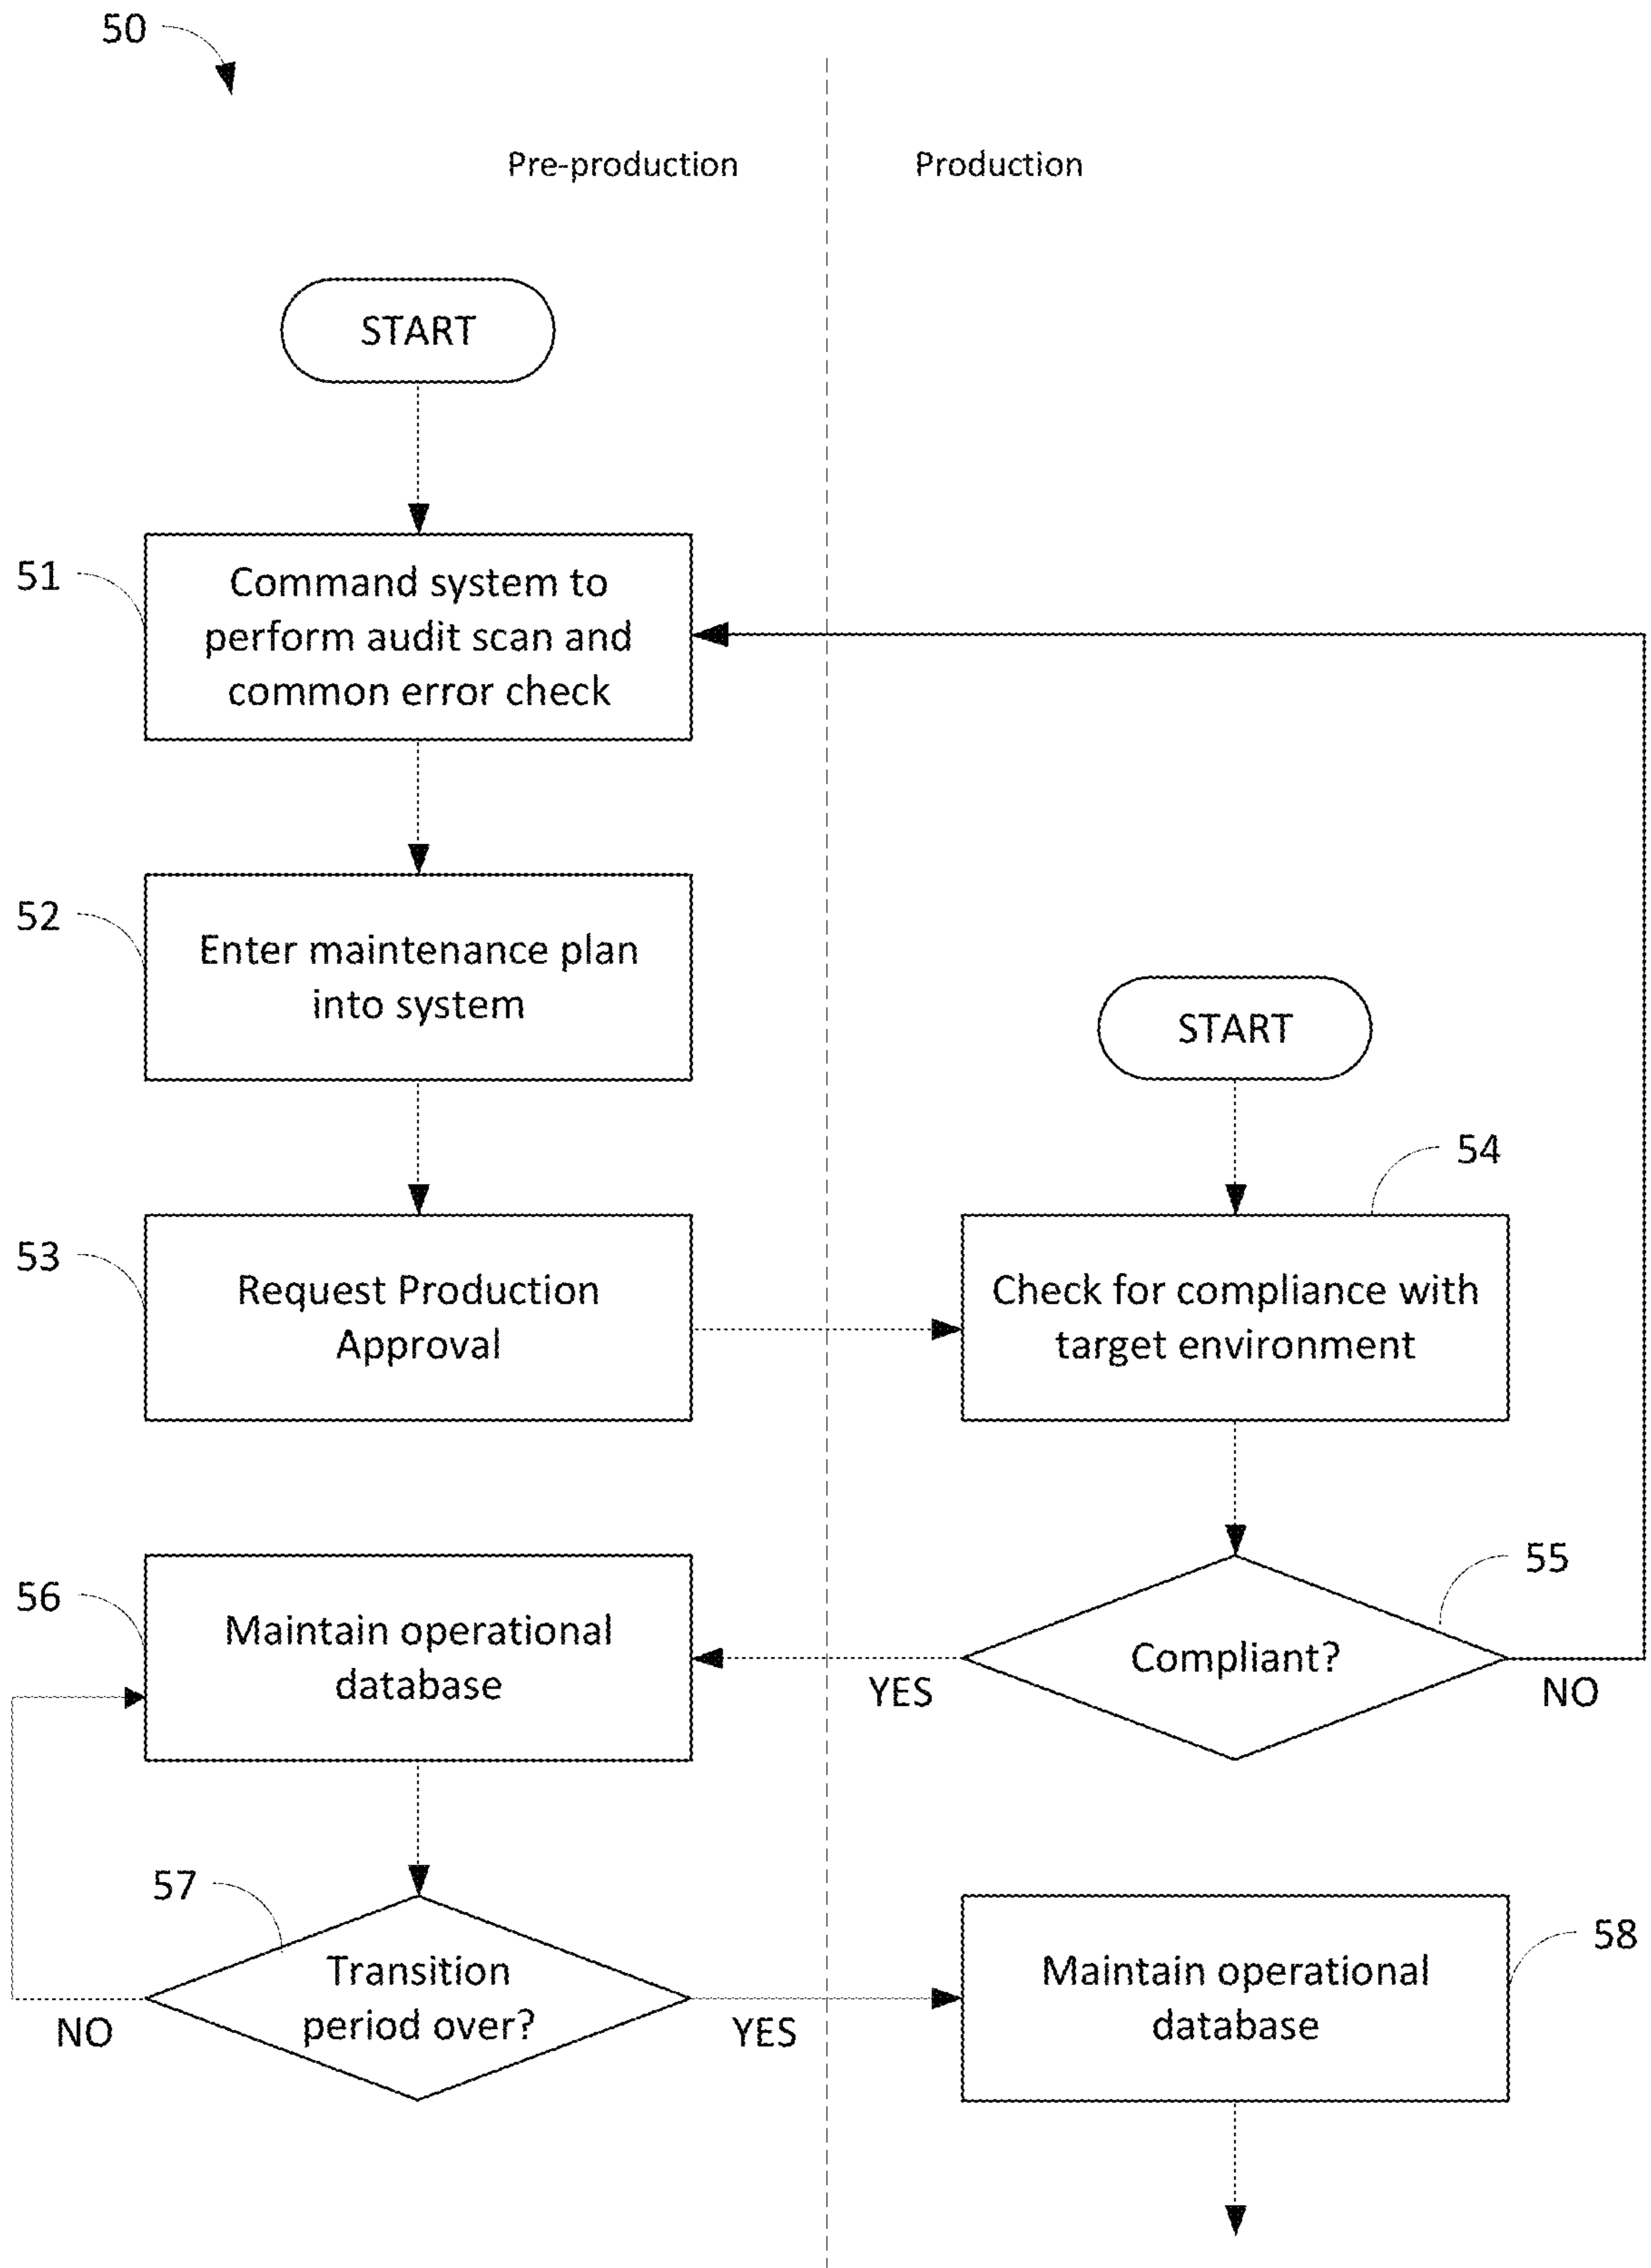 50
Pre-production
Production
START
51
Command system to
perform audit scan and
common error check
52
Enter maintenance plan
into system
START
53
Request Production
Approval
54
Check for compliance with
target environment
55
Compliant?
YES
NO
56
Maintain operational
database
57
Transition
period over?
NO
YES
58
Maintain operational
database